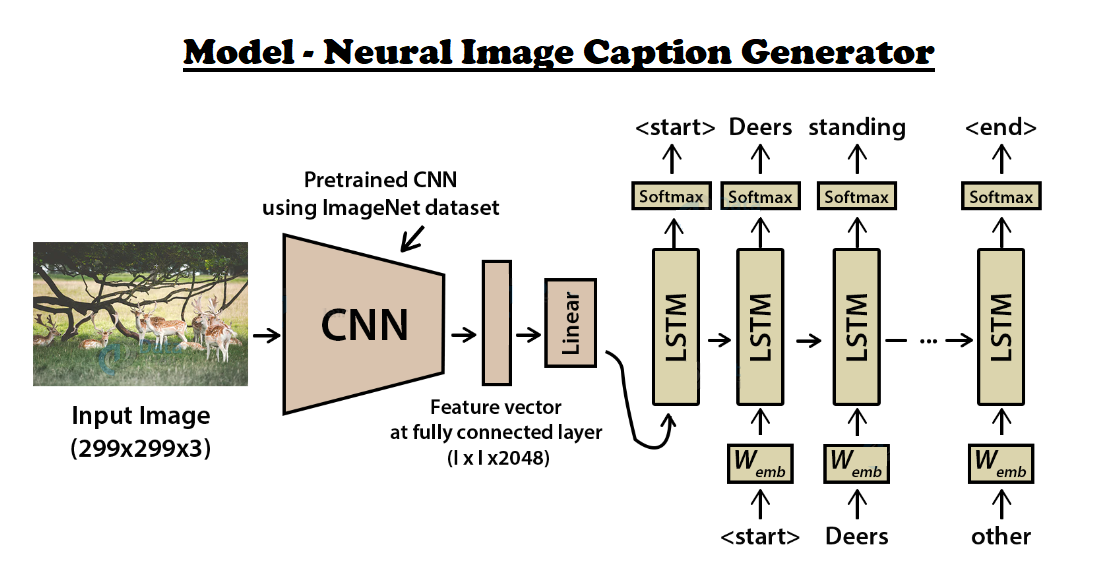 Model - Neural Image Caption Generator
<start> Deers standing <end>
Softmax Softmax Softmax Softmax
Pretrained CNN
using ImageNet dataset
CNN
Linear
LSTM LSTM LSTM ... LSTM
Input Image
(299x299x3)
Feature vector
at fully connected layer
(l x l x2048)
Wemb Wemb Wemb
<start> Deers other